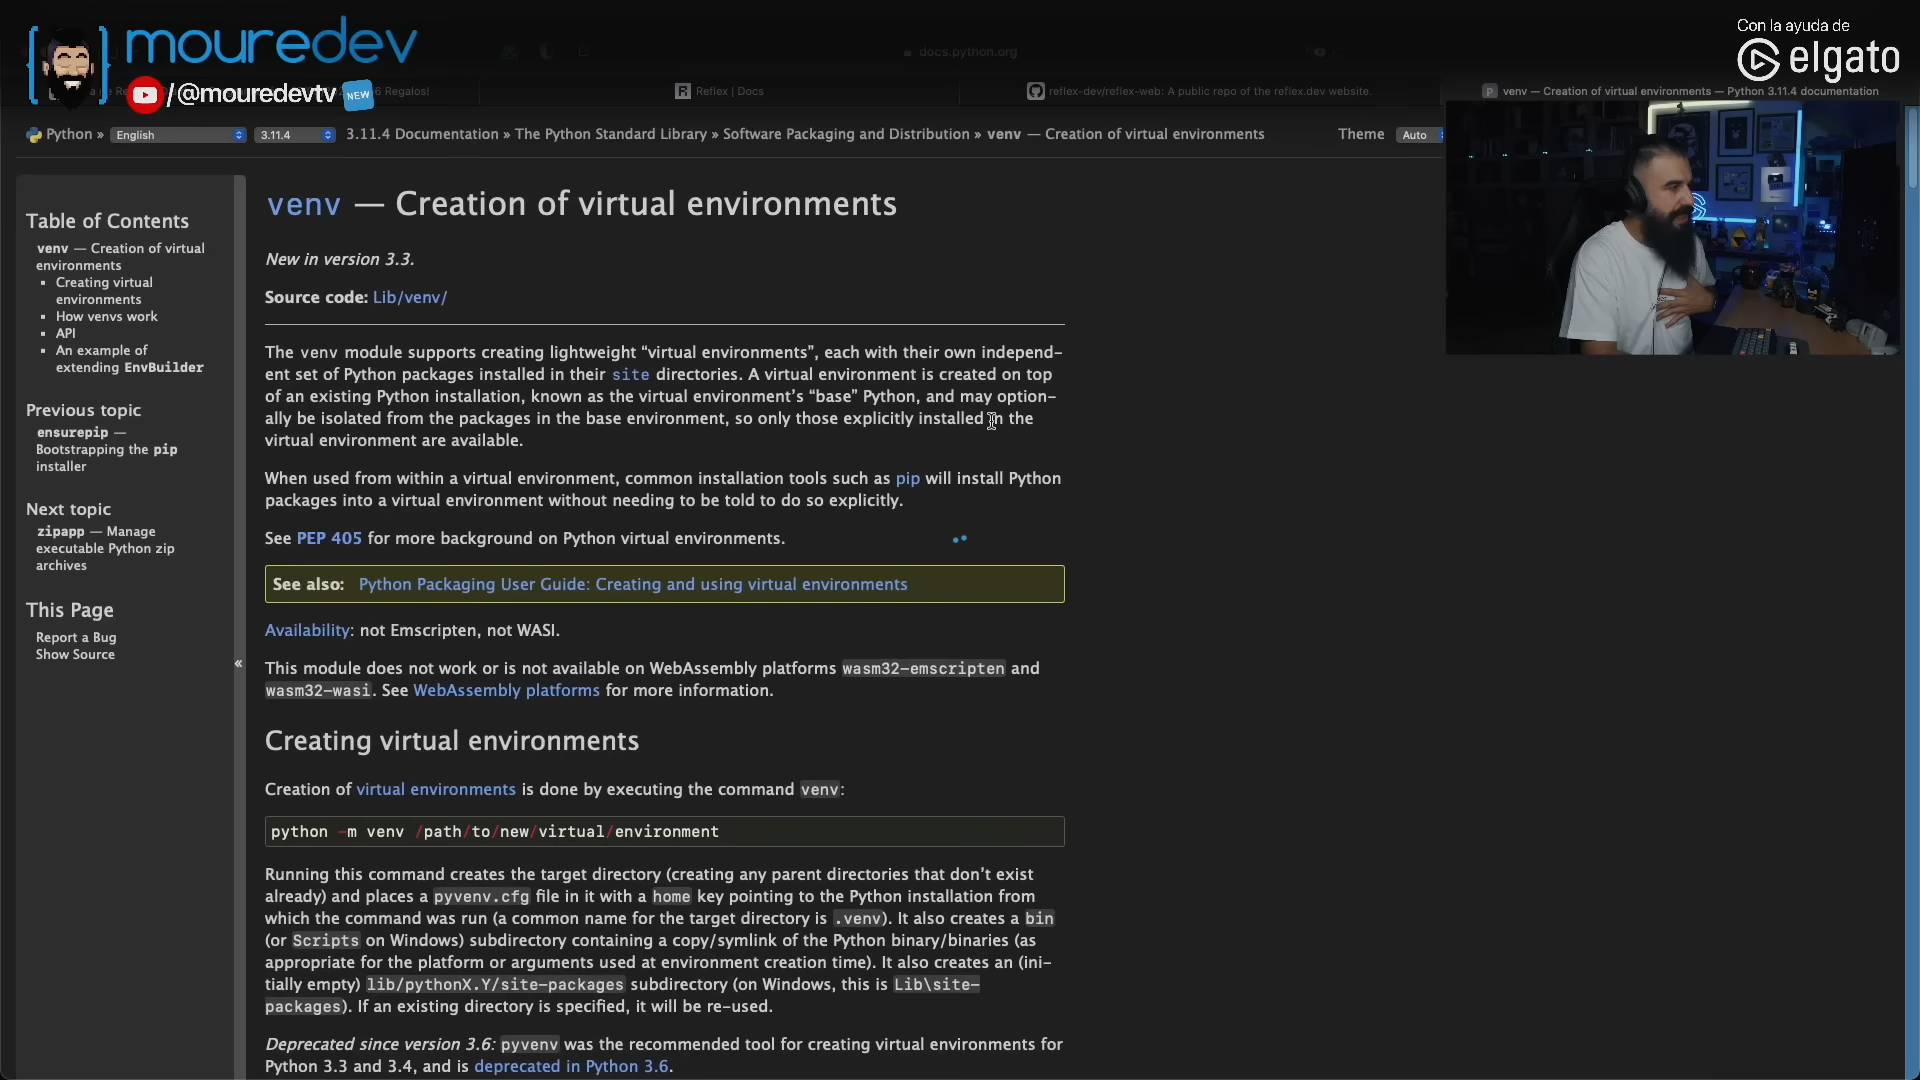 mouredev
/@mouredevtv NEW
Con la ayuda de
elgato
docs.python.org
6 Regalos!
Reflex | Docs
reflex-dev/reflex-web: A public repo of the reflex.dev website.
venv — Creation of virtual environments — Python 3.11.4 documentation
Python » English 3.11.4 3.11.4 Documentation » The Python Standard Library » Software Packaging and Distribution » venv — Creation of virtual environments Theme Auto
Table of Contents
venv — Creation of virtual
environments
Creating virtual
environments
How venvs work
API
An example of
extending EnvBuilder
Previous topic
ensurepip —
Bootstrapping the pip
installer
Next topic
zipapp — Manage
executable Python zip
archives
This Page
Report a Bug
Show Source
«
venv — Creation of virtual environments
New in version 3.3.
Source code: Lib/venv/
The venv module supports creating lightweight “virtual environments”, each with their own independ-
ent set of Python packages installed in their site directories. A virtual environment is created on top
of an existing Python installation, known as the virtual environment’s “base” Python, and may option-
ally be isolated from the packages in the base environment, so only those explicitly installed in the
virtual environment are available.
When used from within a virtual environment, common installation tools such as pip will install Python
packages into a virtual environment without needing to be told to do so explicitly.
See PEP 405 for more background on Python virtual environments.
See also: Python Packaging User Guide: Creating and using virtual environments
Availability: not Emscripten, not WASI.
This module does not work or is not available on WebAssembly platforms wasm32-emscripten and
wasm32-wasi. See WebAssembly platforms for more information.
Creating virtual environments
Creation of virtual environments is done by executing the command venv:
python -m venv /path/to/new/virtual/environment
Running this command creates the target directory (creating any parent directories that don’t exist
already) and places a pyvenv.cfg file in it with a home key pointing to the Python installation from
which the command was run (a common name for the target directory is .venv). It also creates a bin
(or Scripts on Windows) subdirectory containing a copy/symlink of the Python binary/binaries (as
appropriate for the platform or arguments used at environment creation time). It also creates an (ini-
tially empty) lib/pythonX.Y/site-packages subdirectory (on Windows, this is Lib\site-
packages). If an existing directory is specified, it will be re-used.
Deprecated since version 3.6: pyvenv was the recommended tool for creating virtual environments for
Python 3.3 and 3.4, and is deprecated in Python 3.6.